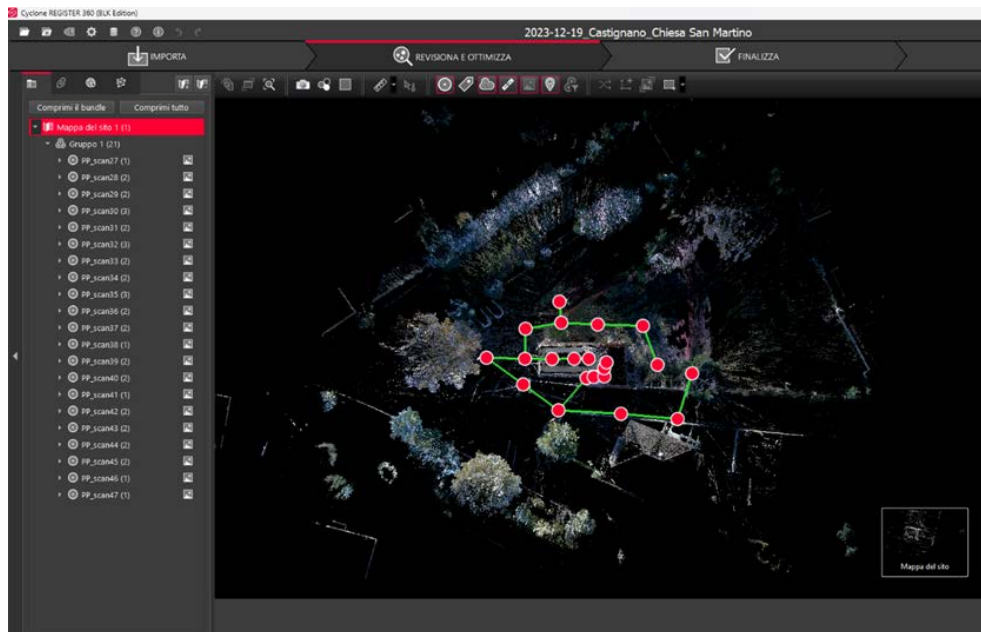 Cyclone REGISTER 360 (BLK Edition)
2023-12-19_Castignano_Chiesa San Martino
IMPORTA
REVISIONA E OTTIMIZZA
FINALIZZA
Comprimi il bundle
Comprimi tutto
Mappa del sito 1 (1)
Gruppo 1 (21)
PP_scan27 (1)
PP_scan28 (2)
PP_scan29 (2)
PP_scan30 (3)
PP_scan31 (2)
PP_scan32 (3)
PP_scan33 (2)
PP_scan34 (2)
PP_scan35 (3)
PP_scan36 (2)
PP_scan37 (2)
PP_scan38 (1)
PP_scan39 (2)
PP_scan40 (2)
PP_scan41 (1)
PP_scan42 (2)
PP_scan43 (2)
PP_scan44 (2)
PP_scan45 (2)
PP_scan46 (1)
PP_scan47 (1)
Mappa del sito